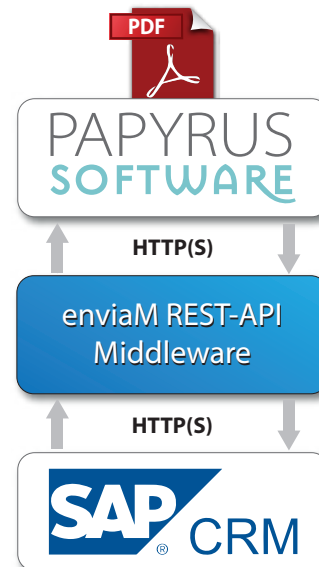 PDF
PAPYRUS
SOFTWARE
HTTP(S)
enviaM REST-API
Middleware
HTTP(S)
SAP ® CRM